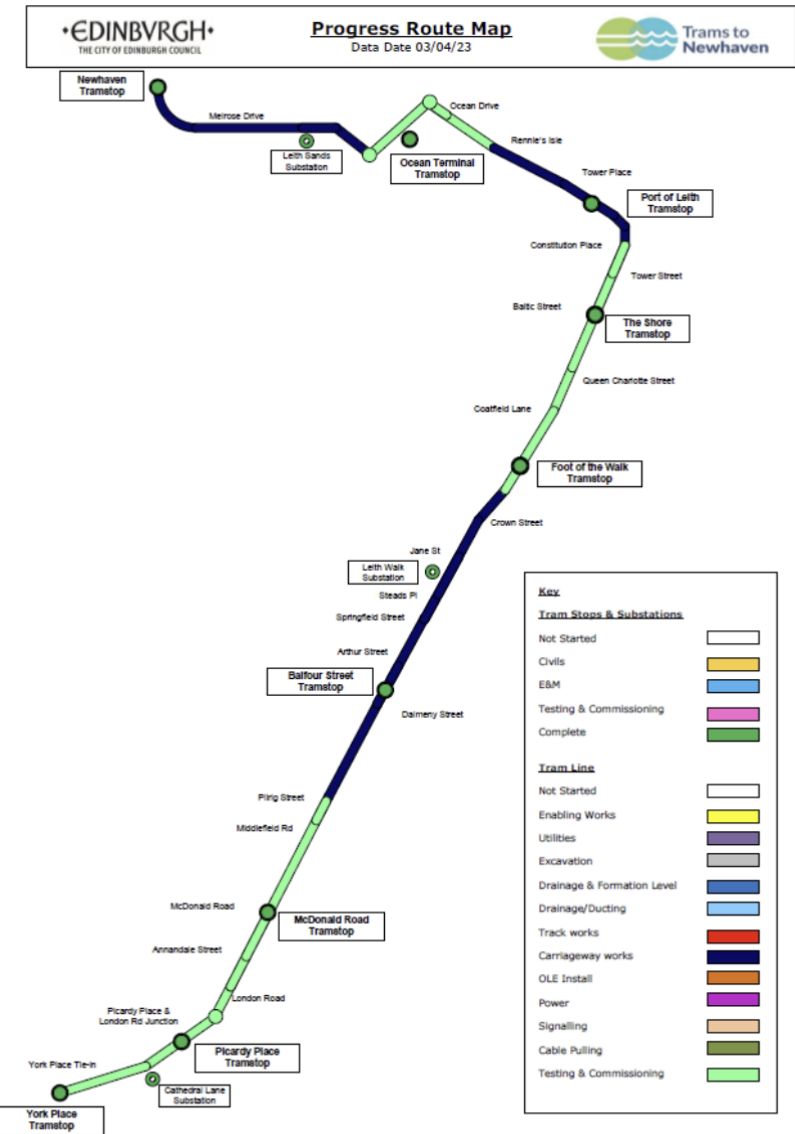 ·EDINBVRGH·
THE CITY OF EDINBURGH COUNCIL
Progress Route Map
Data Date 03/04/23
Trams to
Newhaven
Newhaven
Tramstop
Melrose Drive
Leith Sands
Substation
Ocean Drive
Ocean Terminal
Tramstop
Rennie's Isle
Tower Place
Port of Leith
Tramstop
Constitution Place
Tower Street
Baltic Street
The Shore
Tramstop
Queen Charlotte Street
Coatfield Lane
Foot of the Walk
Tramstop
Crown Street
Jane St
Leith Walk
Substation
Steads Pl
Springfield Street
Arthur Street
Balfour Street
Tramstop
Dalmeny Street
Pilrig Street
Middlefield Rd
McDonald Road
McDonald Road
Tramstop
Annandale Street
London Road
Picardy Place &
London Rd Junction
Picardy Place
Tramstop
York Place Tie-in
Cathedral Lane
Substation
York Place
Tramstop
Key
Tram Stops & Substations
Not Started
Civils
E&M
Testing & Commissioning
Complete
Tram Line
Not Started
Enabling Works
Utilities
Excavation
Drainage & Formation Level
Drainage/Ducting
Track works
Carriageway works
OLE Install
Power
Signalling
Cable Pulling
Testing & Commissioning